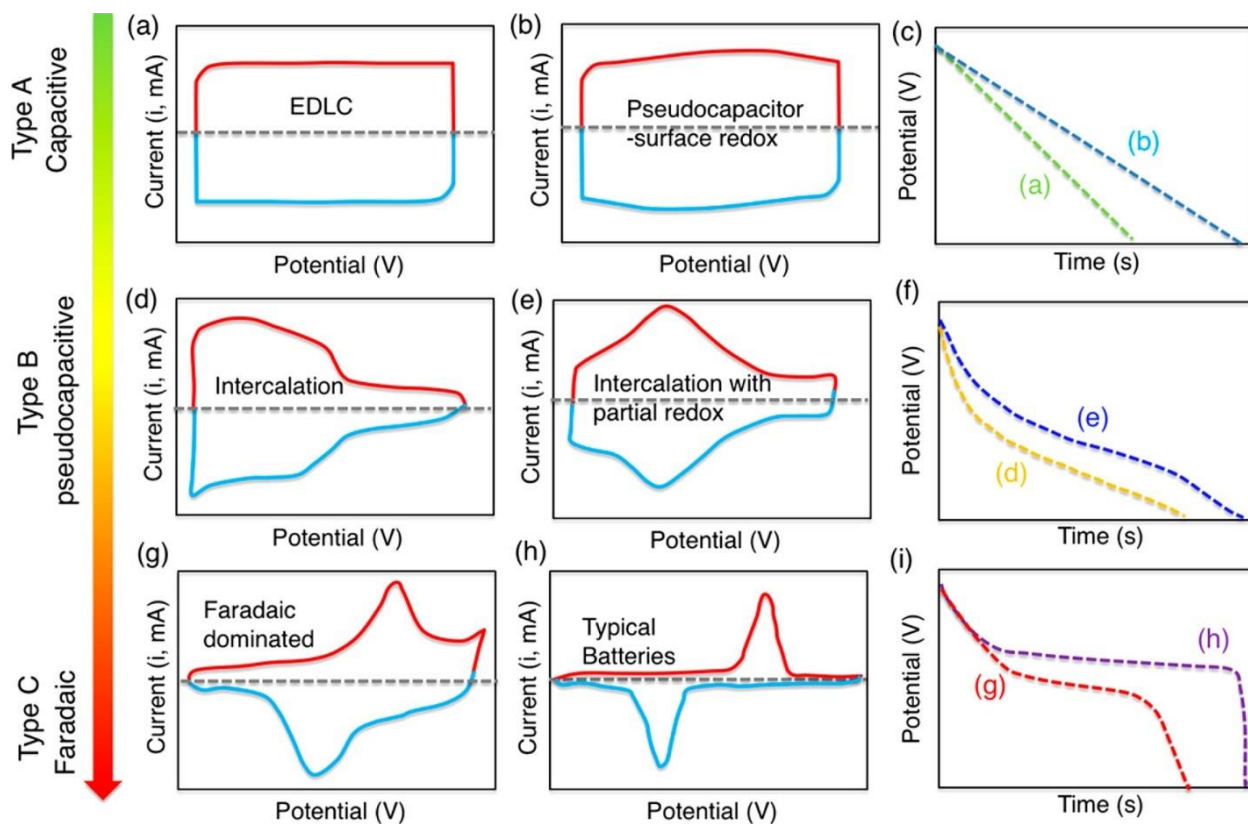 Type A
Capacitive
(a)
Current (i, mA)
EDLC
Potential (V)
(b)
Current (i, mA)
Pseudocapacitor
-surface redox
Potential (V)
(c)
Potential (V)
(b)
(a)
Time (s)
Type B
pseudocapacitive
(d)
Current (i, mA)
Intercalation
Potential (V)
(e)
Current (i, mA)
Intercalation with
partial redox
Potential (V)
(f)
Potential (V)
(e)
(d)
Time (s)
Type C
Faradaic
(g)
Current (i, mA)
Faradaic
dominated
Potential (V)
(h)
Current (i, mA)
Typical
Batteries
Potential (V)
(i)
Potential (V)
(h)
(g)
Time (s)